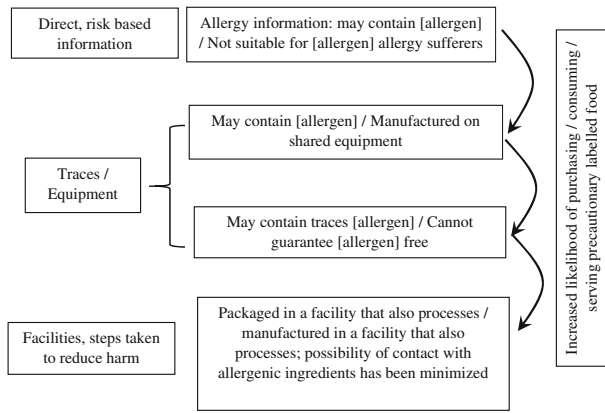 Direct, risk based
information
Allergy information: may contain [allergen]
/ Not suitable for [allergen] allergy sufferers
May contain [allergen] / Manufactured on
shared equipment
Traces /
Equipment
May contain traces [allergen] / Cannot
guarantee [allergen] free
Facilities, steps taken
to reduce harm
Packaged in a facility that also processes /
manufactured in a facility that also
processes; possibility of contact with
allergenic ingredients has been minimized
Increased likelihood of purchasing / consuming /
serving precautionary labelled food